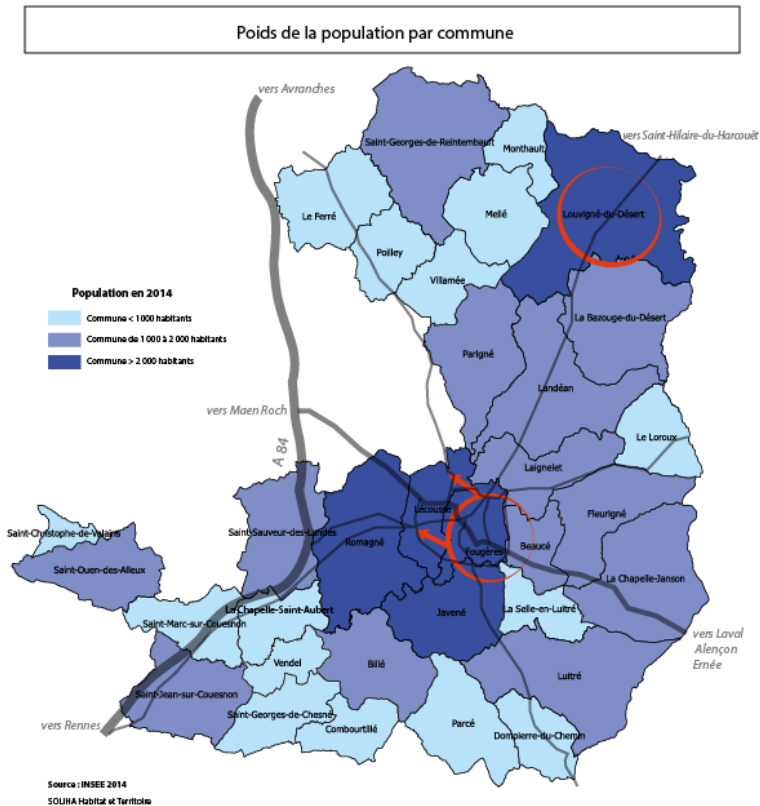 Poids de la population par commune
vers Avranches
vers Saint-Hilaire-du-Harcouët
Saint-Georges-de-Reintembault
Monthault
Le Ferré
Mellé
Louvigné-du-Désert
Poilley
Villamée
Population en 2014
Commune < 1000 habitants
Commune de 1 000 à 2 000 habitants
Commune > 2 000 habitants
La Bazouge-du-Désert
Parigné
Landéan
vers Maen Roch
A 84
Le Loroux
Laignelet
Lécousse
Fleurigné
Saint-Christophe-de-Valains
Saint-Sauveur-des-Landes
Romagné
Fougères
Beaucé
Saint-Ouen-des-Alleux
La Chapelle-Janson
La Chapelle-Saint-Aubert
Javené
La Selle-en-Luitré
Saint-Marc-sur-Couesnon
vers Laval
Alençon
Ernée
Vendel
Billé
Luitré
Saint-Jean-sur-Couesnon
Saint-Georges-de-Chesné
Combourtillé
Parcé
Dompierre-du-Chemin
vers Rennes
Source : INSEE 2014
SOLIHA Habitat et Territoire